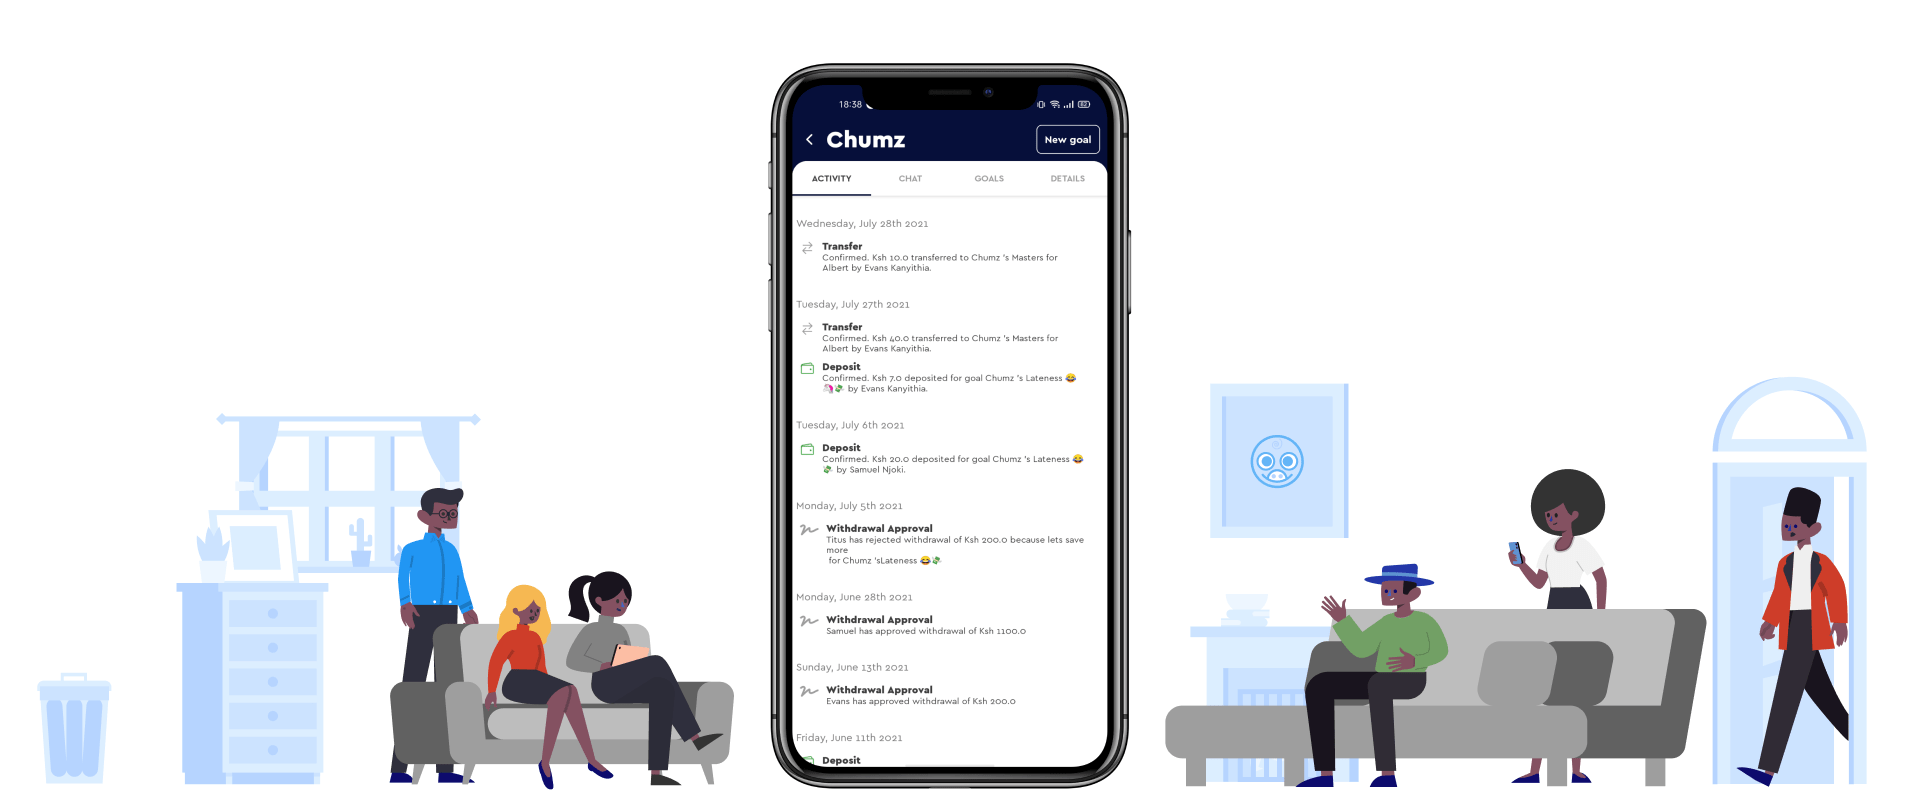 18:38
82
Chumz
New goal
ACTIVITY
CHAT
GOALS
DETAILS
Wednesday, July 28th 2021
Transfer
Confirmed. Ksh 10.0 transferred to Chumz 's Masters for
Albert by Evans Kanyithia.
Tuesday, July 27th 2021
Transfer
Confirmed. Ksh 40.0 transferred to Chumz 's Masters for
Albert by Evans Kanyithia.
Deposit
Confirmed. Ksh 7.0 deposited for goal Chumz 's Lateness 😂
🦄💸 by Evans Kanyithia.
Tuesday, July 6th 2021
Deposit
Confirmed. Ksh 20.0 deposited for goal Chumz 's Lateness 😂
💸 by Samuel Njoki.
Monday, July 5th 2021
Withdrawal Approval
Titus has rejected withdrawal of Ksh 200.0 because lets save
more
for Chumz 'sLateness 😂💸
Monday, June 28th 2021
Withdrawal Approval
Samuel has approved withdrawal of Ksh 1100.0
Sunday, June 13th 2021
Withdrawal Approval
Evans has approved withdrawal of Ksh 200.0
Friday, June 11th 2021
Deposit